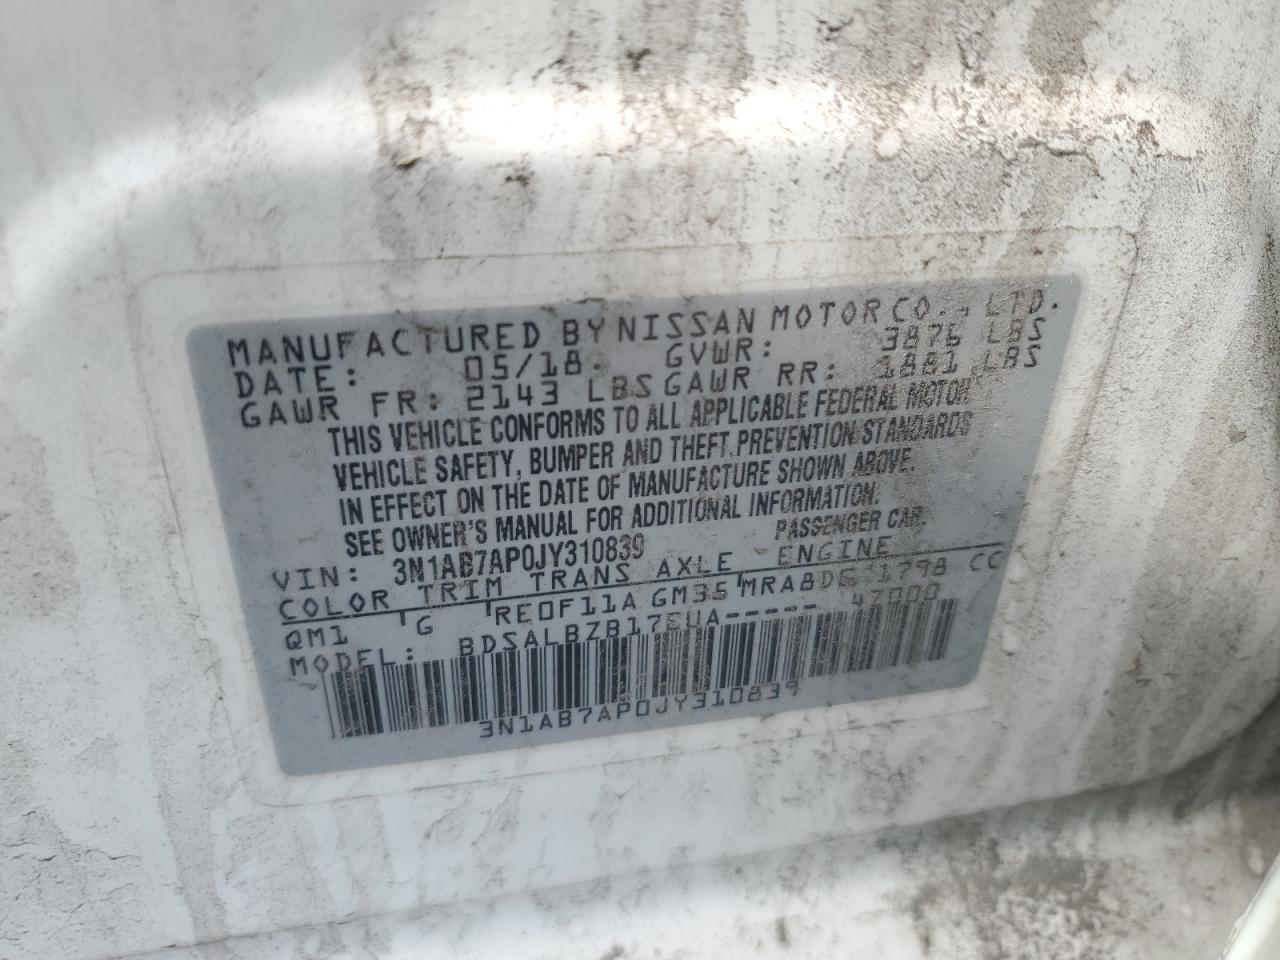 MANUFACTURED BY NISSAN MOTOR CO., LTD.
DATE: 05/18. GVWR: 3876 LBS
GAWR FR: 2143 LBS GAWR RR: 1881 LBS
THIS VEHICLE CONFORMS TO ALL APPLICABLE FEDERAL MOTOR
VEHICLE SAFETY, BUMPER AND THEFT PREVENTION STANDARDS
IN EFFECT ON THE DATE OF MANUFACTURE SHOWN ABOVE.
SEE OWNER'S MANUAL FOR ADDITIONAL INFORMATION.
VIN: 3N1AB7AP0JY310839 PASSENGER CAR.
COLOR TRIM TRANS AXLE ENGINE
QM1 G RE0F11A GM35 1798 CC
MODEL: BDSALBZB17EUA----- 47000
3N1AB7AP0JY310839